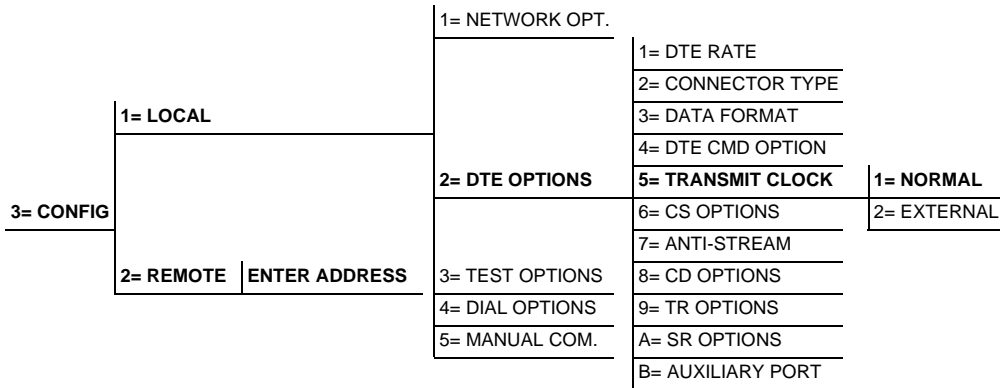 1= NETWORK OPT.
1= DTE RATE
2= CONNECTOR TYPE
1= LOCAL
3= DATA FORMAT
4= DTE CMD OPTION
2= DTE OPTIONS
5= TRANSMIT CLOCK
1= NORMAL
3= CONFIG
6= CS OPTIONS
2= EXTERNAL
7= ANTI-STREAM
2= REMOTE
ENTER ADDRESS
3= TEST OPTIONS
8= CD OPTIONS
4= DIAL OPTIONS
9= TR OPTIONS
5= MANUAL COM.
A= SR OPTIONS
B= AUXILIARY PORT